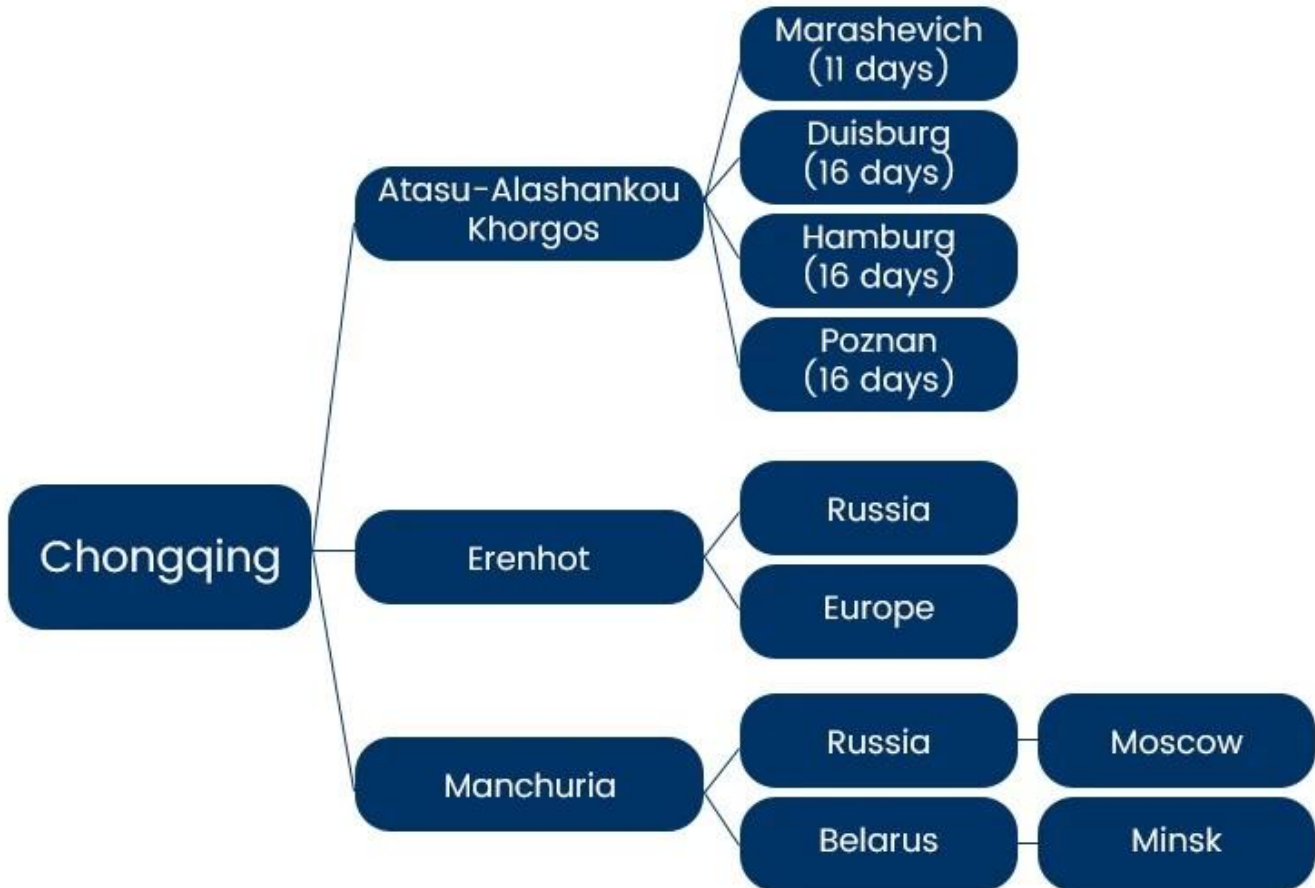 Marashevich
(11 days)
Duisburg
(16 days)
Atasu-Alashankou
Khorgos
Hamburg
(16 days)
Poznan
(16 days)
Chongqing
Erenhot
Russia
Europe
Manchuria
Russia
Moscow
Belarus
Minsk